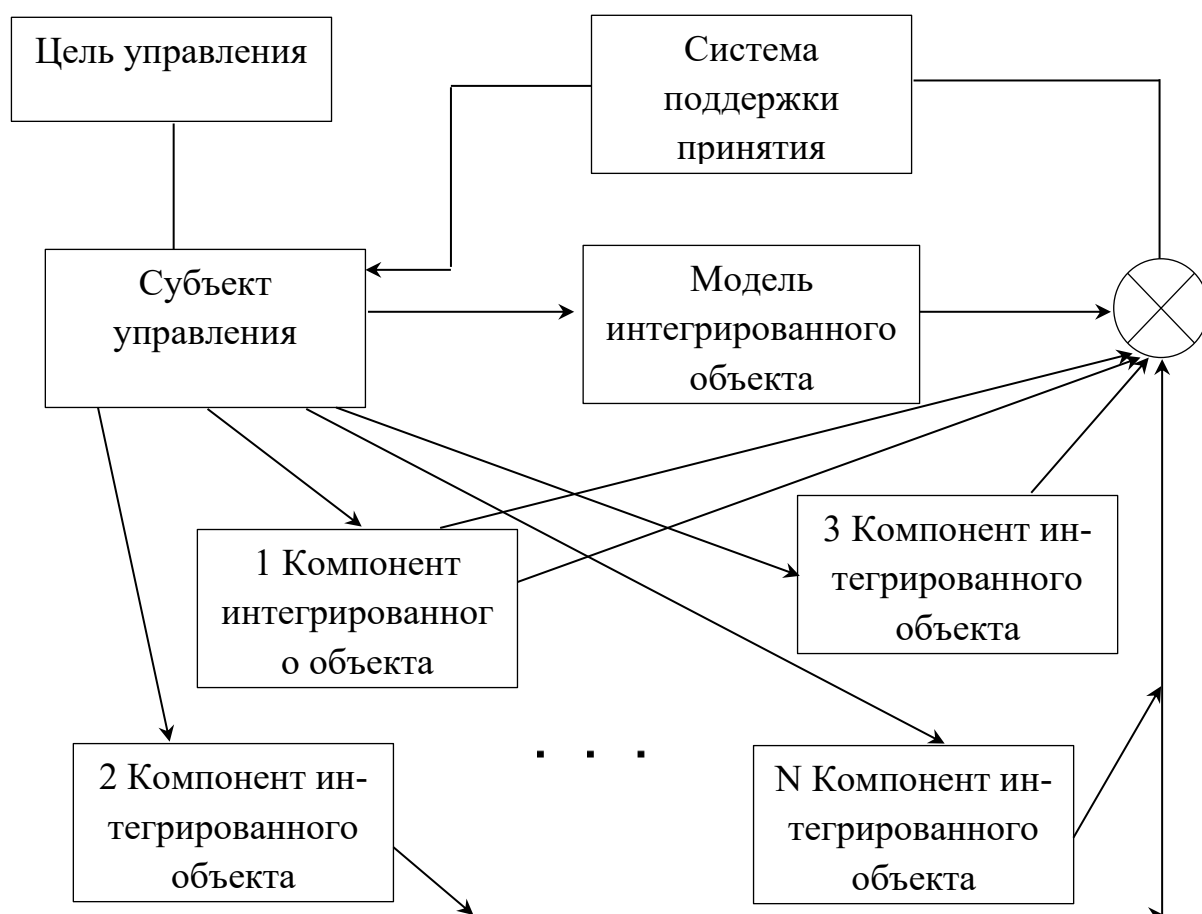 Цель управления
Система
поддержки
принятия
Субъект
управления
Модель
интегрированного
объекта
1 Компонент
интегрированног
о объекта
3 Компонент ин-
тегрированного
объекта
2 Компонент ин-
тегрированного
объекта
. . .
N Компонент ин-
тегрированного
объекта